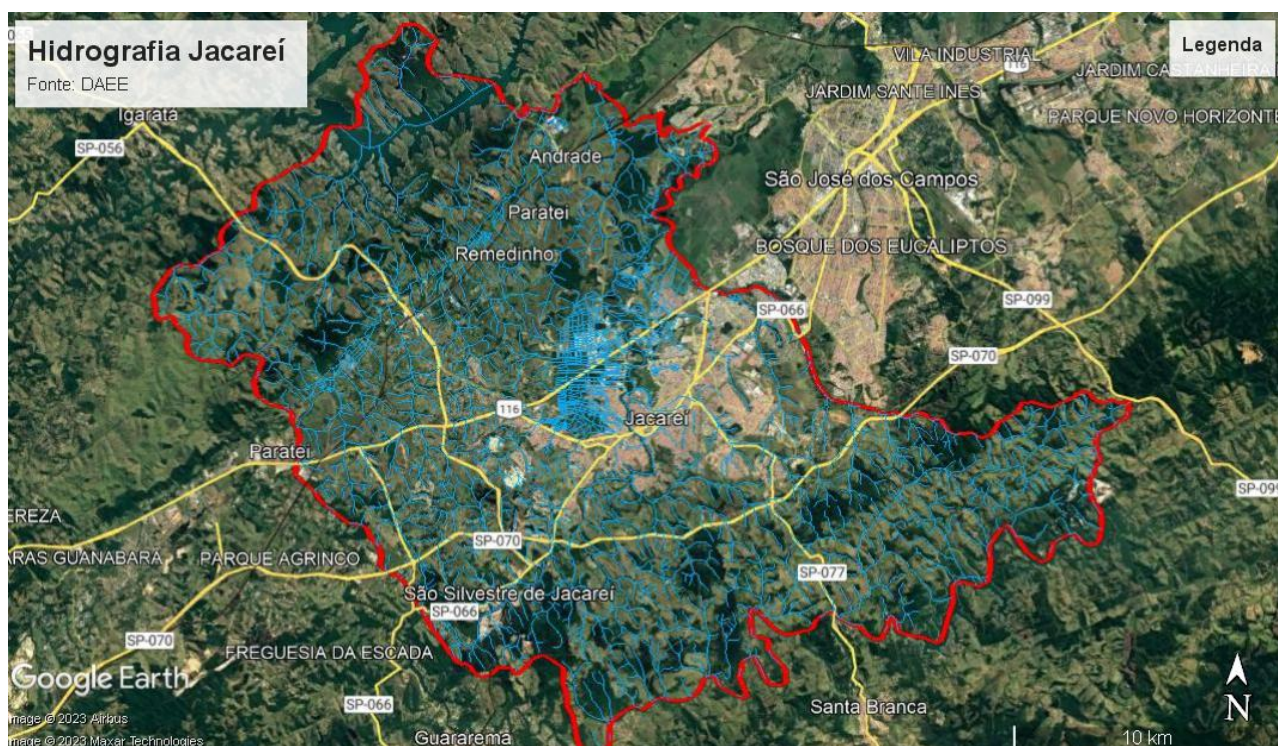 Hidrografia Jacareí
Fonte: DAEE
Legenda
VILA INDUSTRIAL
116
JARDIM CASTANHEIRA
JARDIM SANTE INES
PARQUE NOVO HORIZONTE
Igaratá
SP-056
Andrade
São José dos Campos
Paratei
Remedinho
BOSQUE DOS EUCALIPTOS
SP-099
SP-066
SP-070
116
Jacareí
Paratei
SP-099
EREZA
ARAS GUANABARÁ
PARQUE AGRINCO
SP-070
SP-077
São Silvestre de Jacareí
SP-066
SP-070
FREGUESIA DA ESCADA
Google Earth
SP-066
Santa Branca
N
Image © 2023 Airbus
Image © 2023 Maxar Technologies
Guararema
10 km